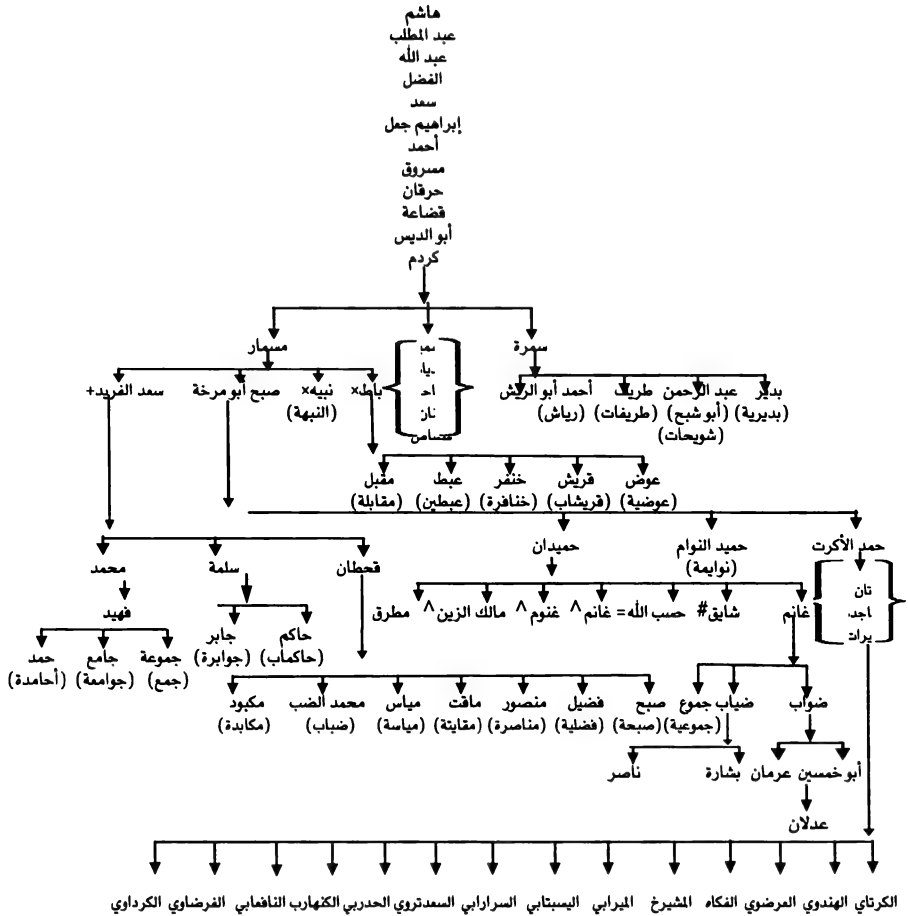 هاشم
عبد المطلب
عبد الله
الفضل
سعد
إبراهيم جعل
أحمد
مسروق
حرقان
قضاعة
أبو الديس
كردم
سمرة
مسمار
بدير
عبد الرحمن
طريف
أحمد أبو الريش
باط×
نبيه×
صبح أبو مرخة
سعد الفريد+
(بديرية)
(أبو شبح)
(طريفات)
(رياش)
(النبهة)
شويحات)
عوض
قريش
خنفر
عبط
مقبل
(عوضية)
(قريشاب)
(خنافرة)
(عبطين)
(مقابلة)
حمد الأكرت
حميد النوام
حميدان
(نوايمة)
قحطان
سلمة
محمد
تان
اجد
يرات
غانم
شايق#
حسب الله=
غانم^
غنوم^
مالك الزين^
مطرق
فهيد
حاكم
جابر
(حاكماب)
(جوابرة)
جموعة
جامع
حمد
(جمع)
(جوامعة)
(أحامدة)
ضواب
ضياب
جموع
(جموعية)
صبح
فضيل
منصور
ماقت
مياس
محمد الضب
مكبود
(صبحة)
(فضلية)
(مناصرة)
(مقايتة)
(مياسة)
(ضباب)
(مكابدة)
أبو خمسين
عرمان
بشارة
ناصر
عدلان
الكرتاي
الهندوي
المرضوي
الفكاه
المشيرخ
الميرابي
اليسبتابي
السرارابي
السعدتروي
الحدربي
الكنهارب
النافعابي
الفرضاوي
الكرداوي